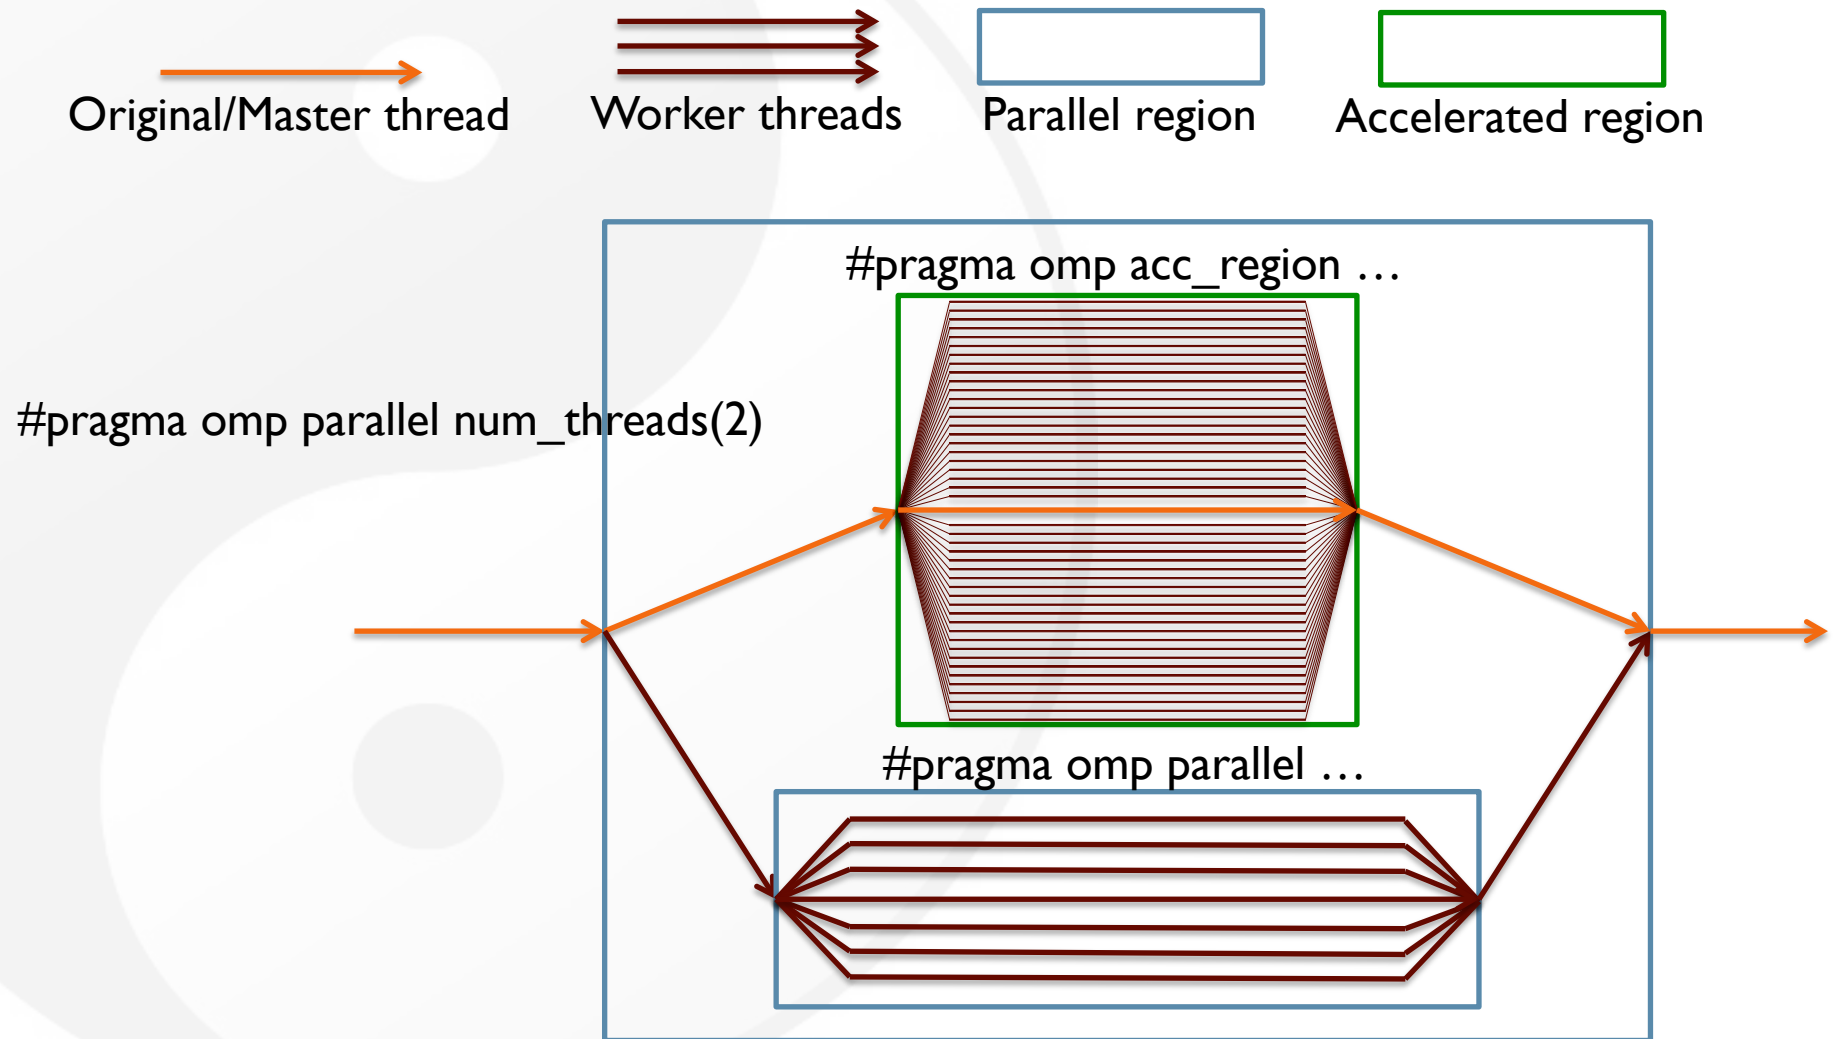 Original/Master thread
Worker threads
Parallel region
Accelerated region
#pragma omp acc_region …
#pragma omp parallel num_threads(2)
#pragma omp parallel …